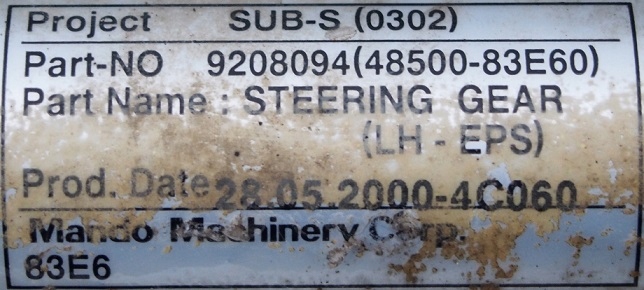 Project SUB-S (0302)
Part-NO 9208094(48500-83E60)
Part Name : STEERING GEAR
(LH - EPS)
Prod. Date 28.05.2000-4C060
Mando Machinery Corp.
83E6